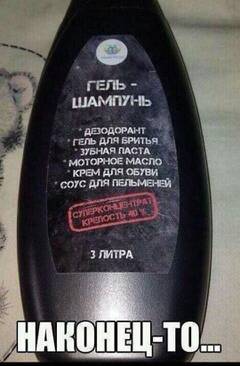 ГЕЛЬ -
ШАМПУНЬ
* ДЕЗОДОРАНТ
* ГЕЛЬ ДЛЯ БРИТЬЯ
* ЗУБНАЯ ПАСТА
* МОТОРНОЕ МАСЛО
* КРЕМ ДЛЯ ОБУВИ
* СОУС ДЛЯ ПЕЛЬМЕНЕЙ
СУПЕРКОНЦЕНТРАТ
КРЕПОСТЬ 40 %
3 ЛИТРА
НАКОНЕЦ-ТО...